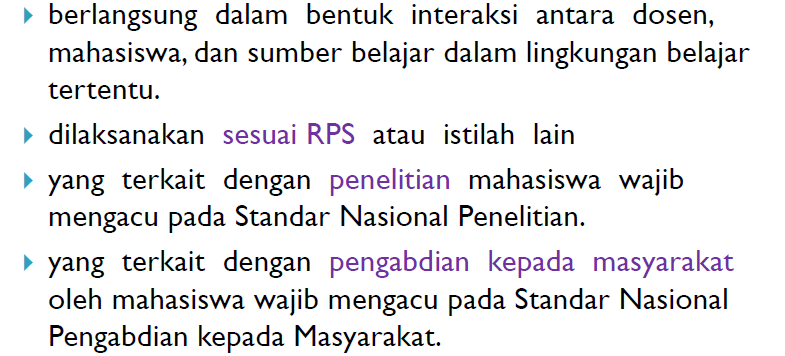 berlangsung dalam bentuk interaksi antara dosen,
mahasiswa, dan sumber belajar dalam lingkungan belajar
tertentu.
dilaksanakan sesuai RPS atau istilah lain
yang terkait dengan penelitian mahasiswa wajib
mengacu pada Standar Nasional Penelitian.
yang terkait dengan pengabdian kepada masyarakat
oleh mahasiswa wajib mengacu pada Standar Nasional
Pengabdian kepada Masyarakat.